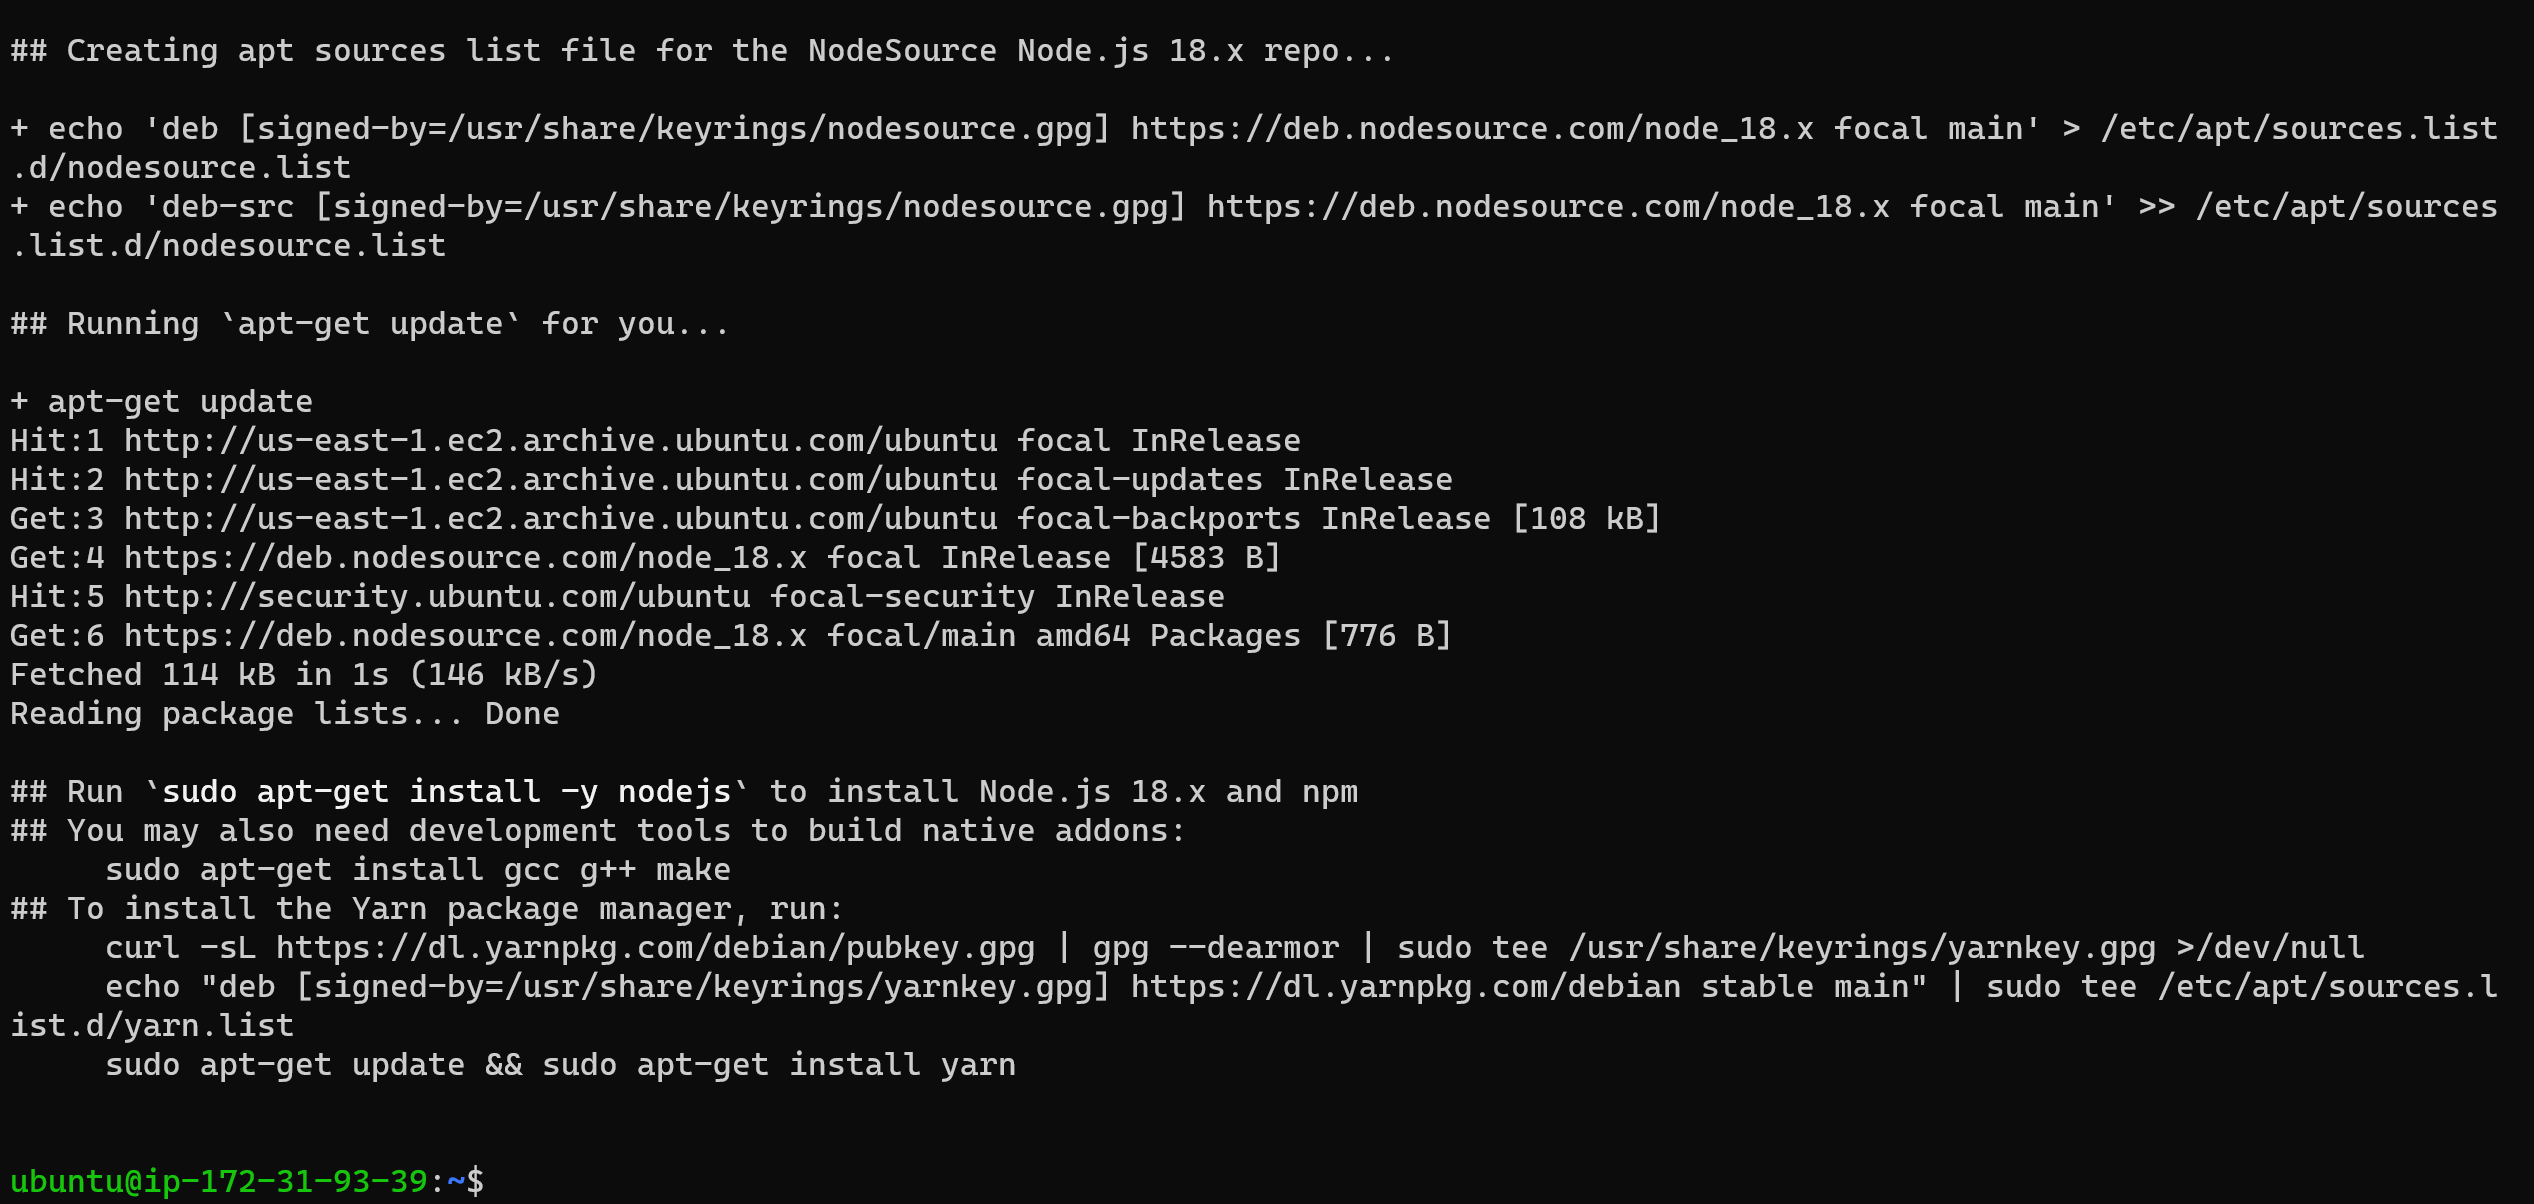 ## Creating apt sources list file for the NodeSource Node.js 18.x repo...
+ echo 'deb [signed-by=/usr/share/keyrings/nodesource.gpg] https://deb.nodesource.com/node_18.x focal main' > /etc/apt/sources.list
.d/nodesource.list
+ echo 'deb-src [signed-by=/usr/share/keyrings/nodesource.gpg] https://deb.nodesource.com/node_18.x focal main' >> /etc/apt/sources
.list.d/nodesource.list
## Running `apt-get update` for you...
+ apt-get update
Hit:1 http://us-east-1.ec2.archive.ubuntu.com/ubuntu focal InRelease
Hit:2 http://us-east-1.ec2.archive.ubuntu.com/ubuntu focal-updates InRelease
Get:3 http://us-east-1.ec2.archive.ubuntu.com/ubuntu focal-backports InRelease [108 kB]
Get:4 https://deb.nodesource.com/node_18.x focal InRelease [4583 B]
Hit:5 http://security.ubuntu.com/ubuntu focal-security InRelease
Get:6 https://deb.nodesource.com/node_18.x focal/main amd64 Packages [776 B]
Fetched 114 kB in 1s (146 kB/s)
Reading package lists... Done
## Run `sudo apt-get install -y nodejs` to install Node.js 18.x and npm
## You may also need development tools to build native addons:
     sudo apt-get install gcc g++ make
## To install the Yarn package manager, run:
     curl -sL https://dl.yarnpkg.com/debian/pubkey.gpg | gpg --dearmor | sudo tee /usr/share/keyrings/yarnkey.gpg >/dev/null
     echo "deb [signed-by=/usr/share/keyrings/yarnkey.gpg] https://dl.yarnpkg.com/debian stable main" | sudo tee /etc/apt/sources.l
ist.d/yarn.list
     sudo apt-get update && sudo apt-get install yarn
ubuntu@ip-172-31-93-39:~$